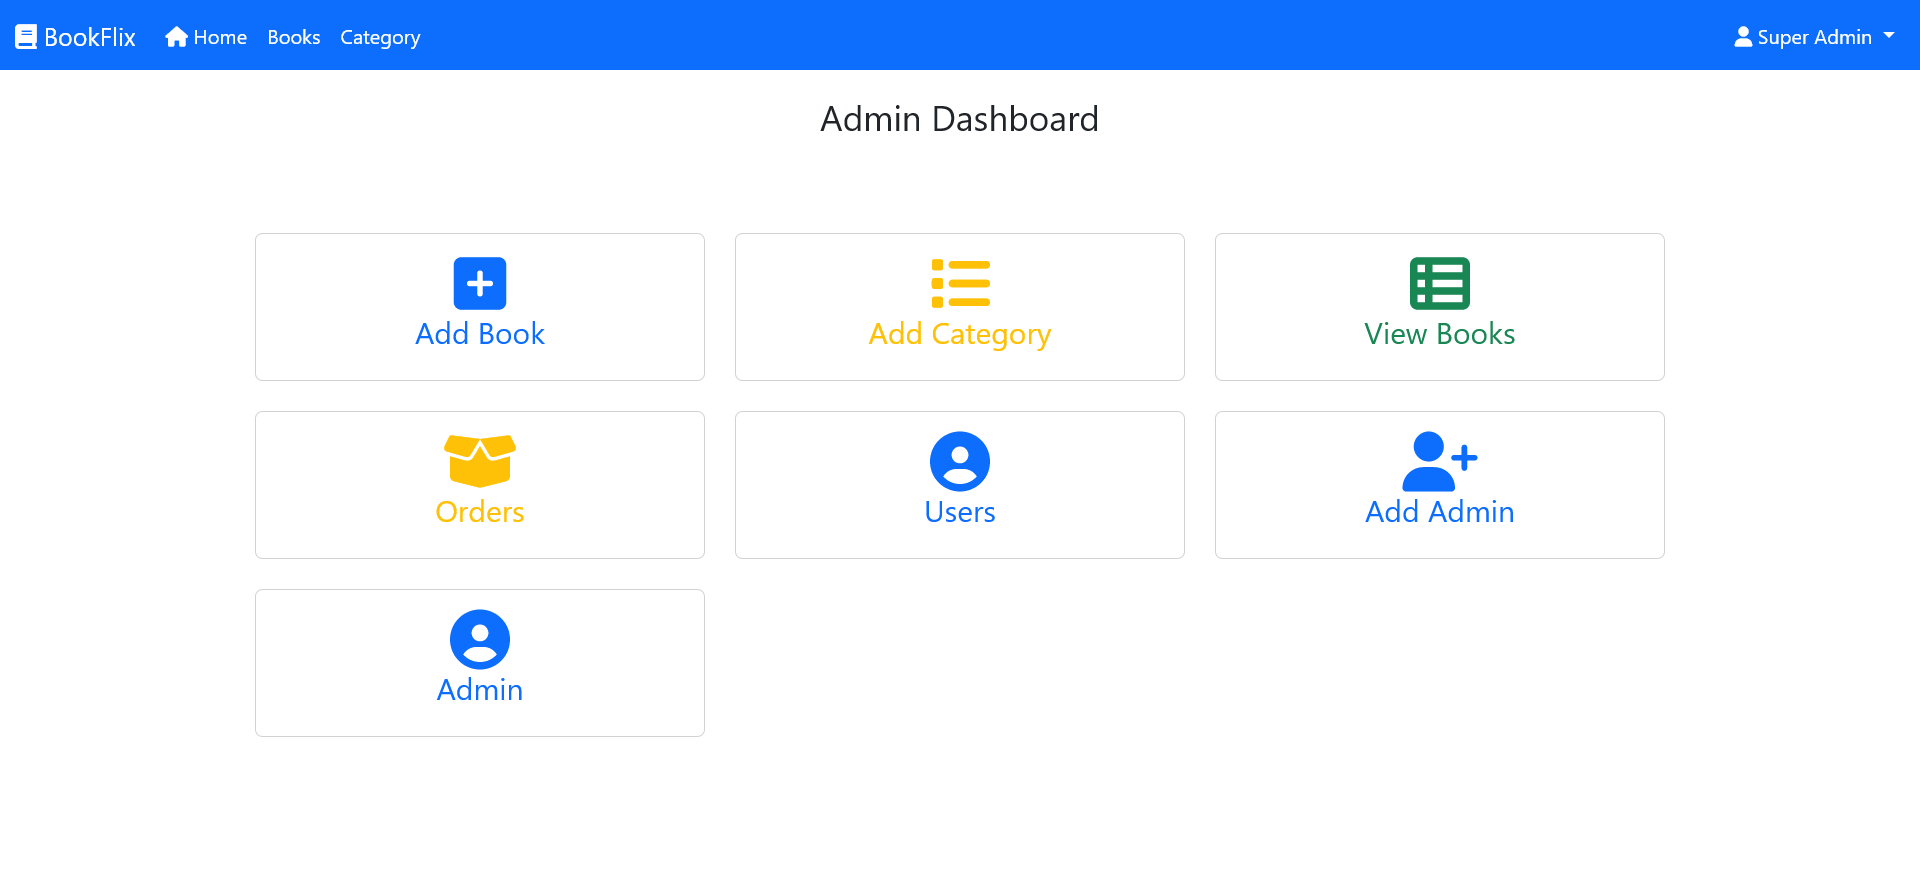 BookFlix Home Books Category Super Admin
Admin Dashboard
Add Book
Add Category
View Books
Orders
Users
Add Admin
Admin